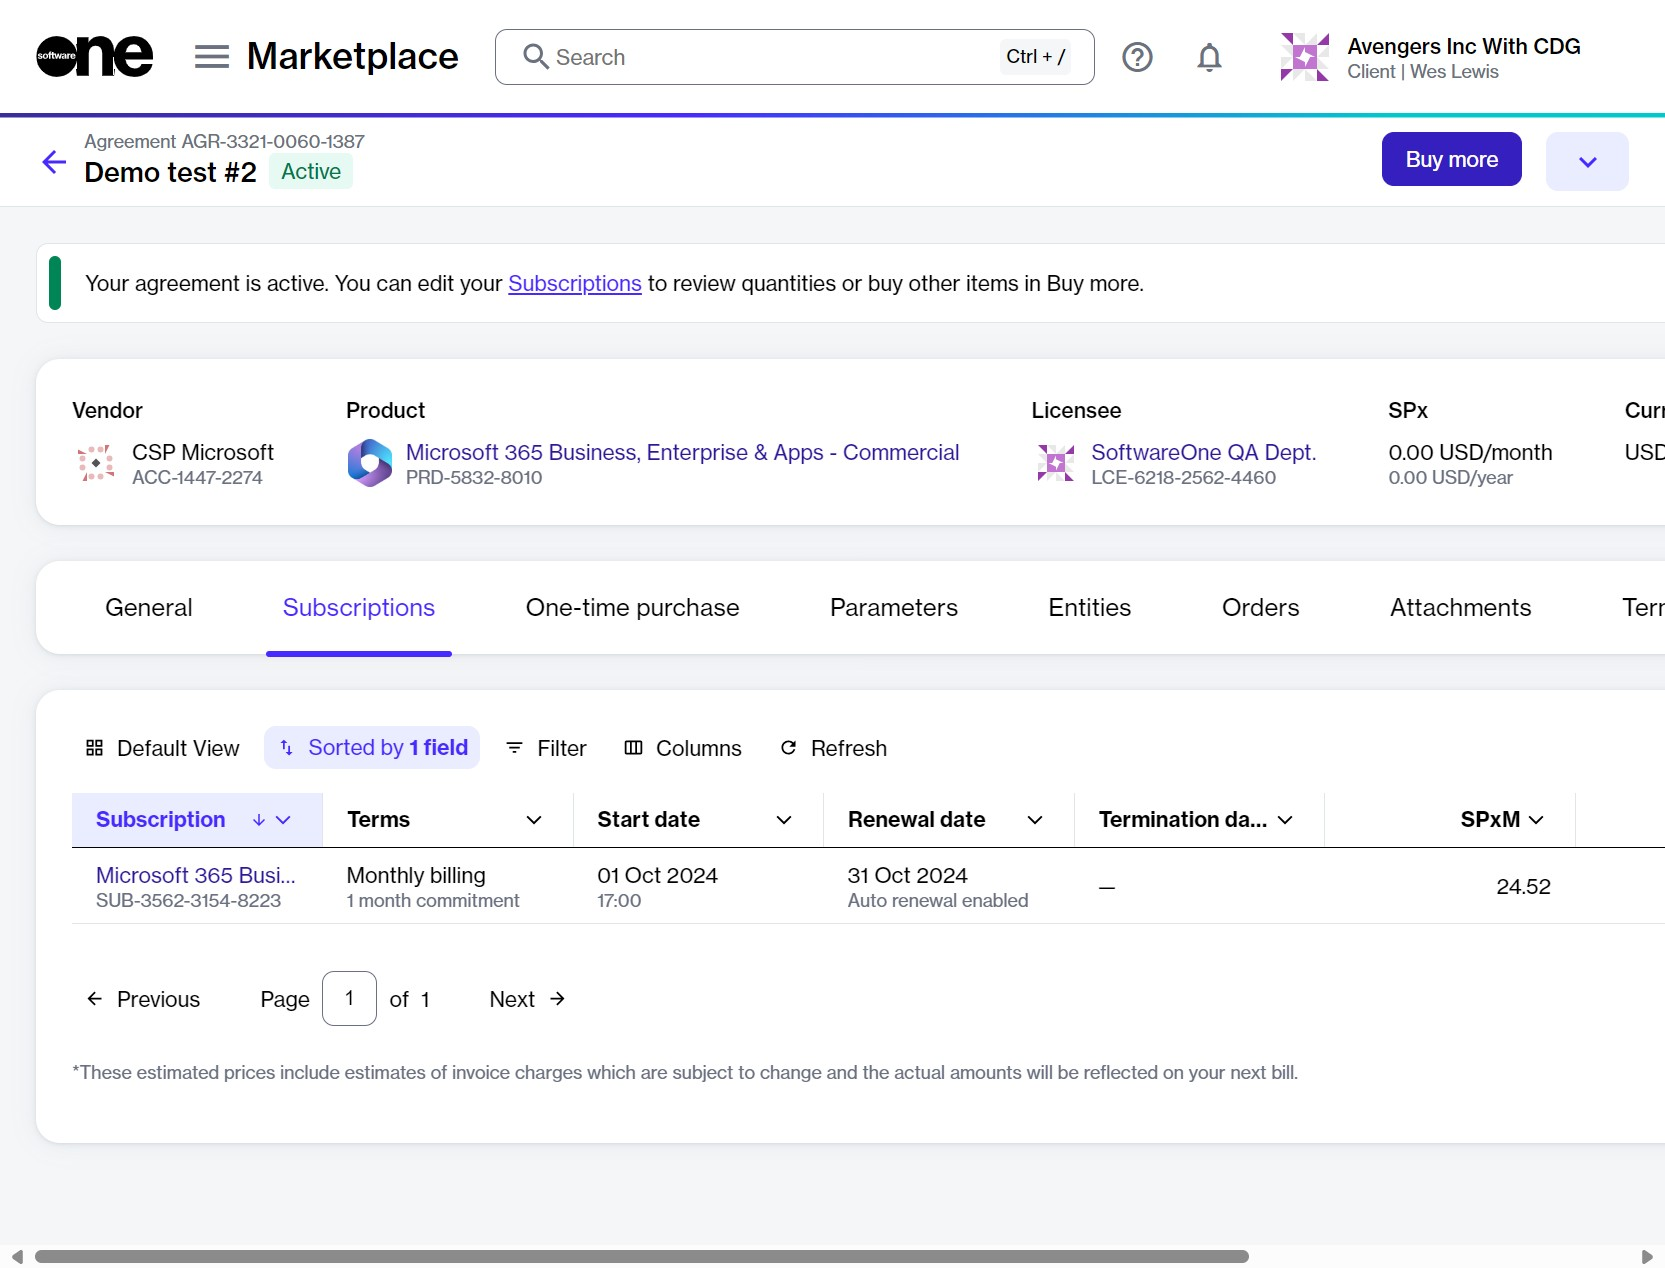 software one
Marketplace
Search
Ctrl + /
Avengers Inc With CDG
Client | Wes Lewis
Agreement AGR-3321-0060-1387
Demo test #2
Active
Buy more
Your agreement is active. You can edit your Subscriptions to review quantities or buy other items in Buy more.
Vendor
CSP Microsoft
ACC-1447-2274
Product
Microsoft 365 Business, Enterprise & Apps - Commercial
PRD-5832-8010
Licensee
SoftwareOne QA Dept.
LCE-6218-2562-4460
SPx
0.00 USD/month
0.00 USD/year
Curr
USD
General
Subscriptions
One-time purchase
Parameters
Entities
Orders
Attachments
Ter
Default View
Sorted by 1 field
Filter
Columns
Refresh
Subscription
Terms
Start date
Renewal date
Termination da...
SPxM
Microsoft 365 Busi...
SUB-3562-3154-8223
Monthly billing
1 month commitment
01 Oct 2024
17:00
31 Oct 2024
Auto renewal enabled
—
24.52
Previous
Page 1 of 1
Next
*These estimated prices include estimates of invoice charges which are subject to change and the actual amounts will be reflected on your next bill.